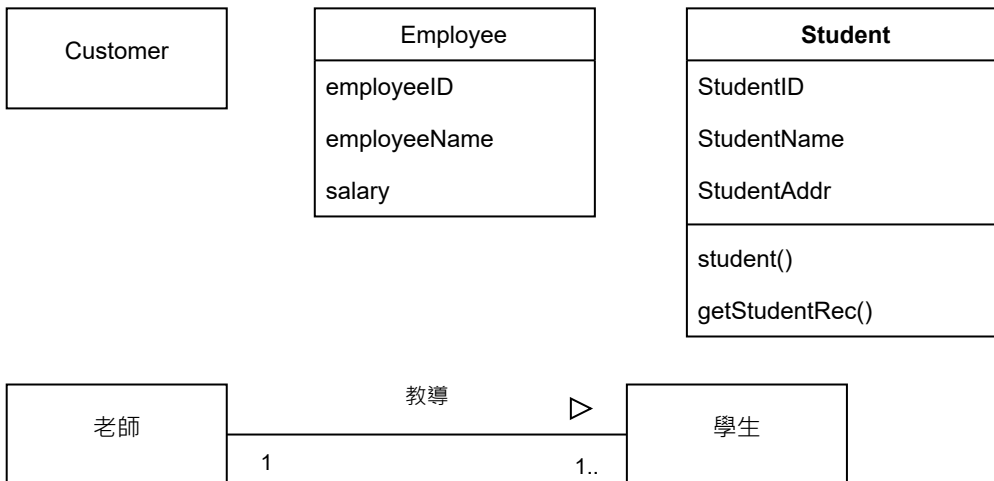 Customer
Employee
employeeID
employeeName
salary
Student
StudentID
StudentName
StudentAddr
student()
getStudentRec()
老師
教導
學生
1
1..